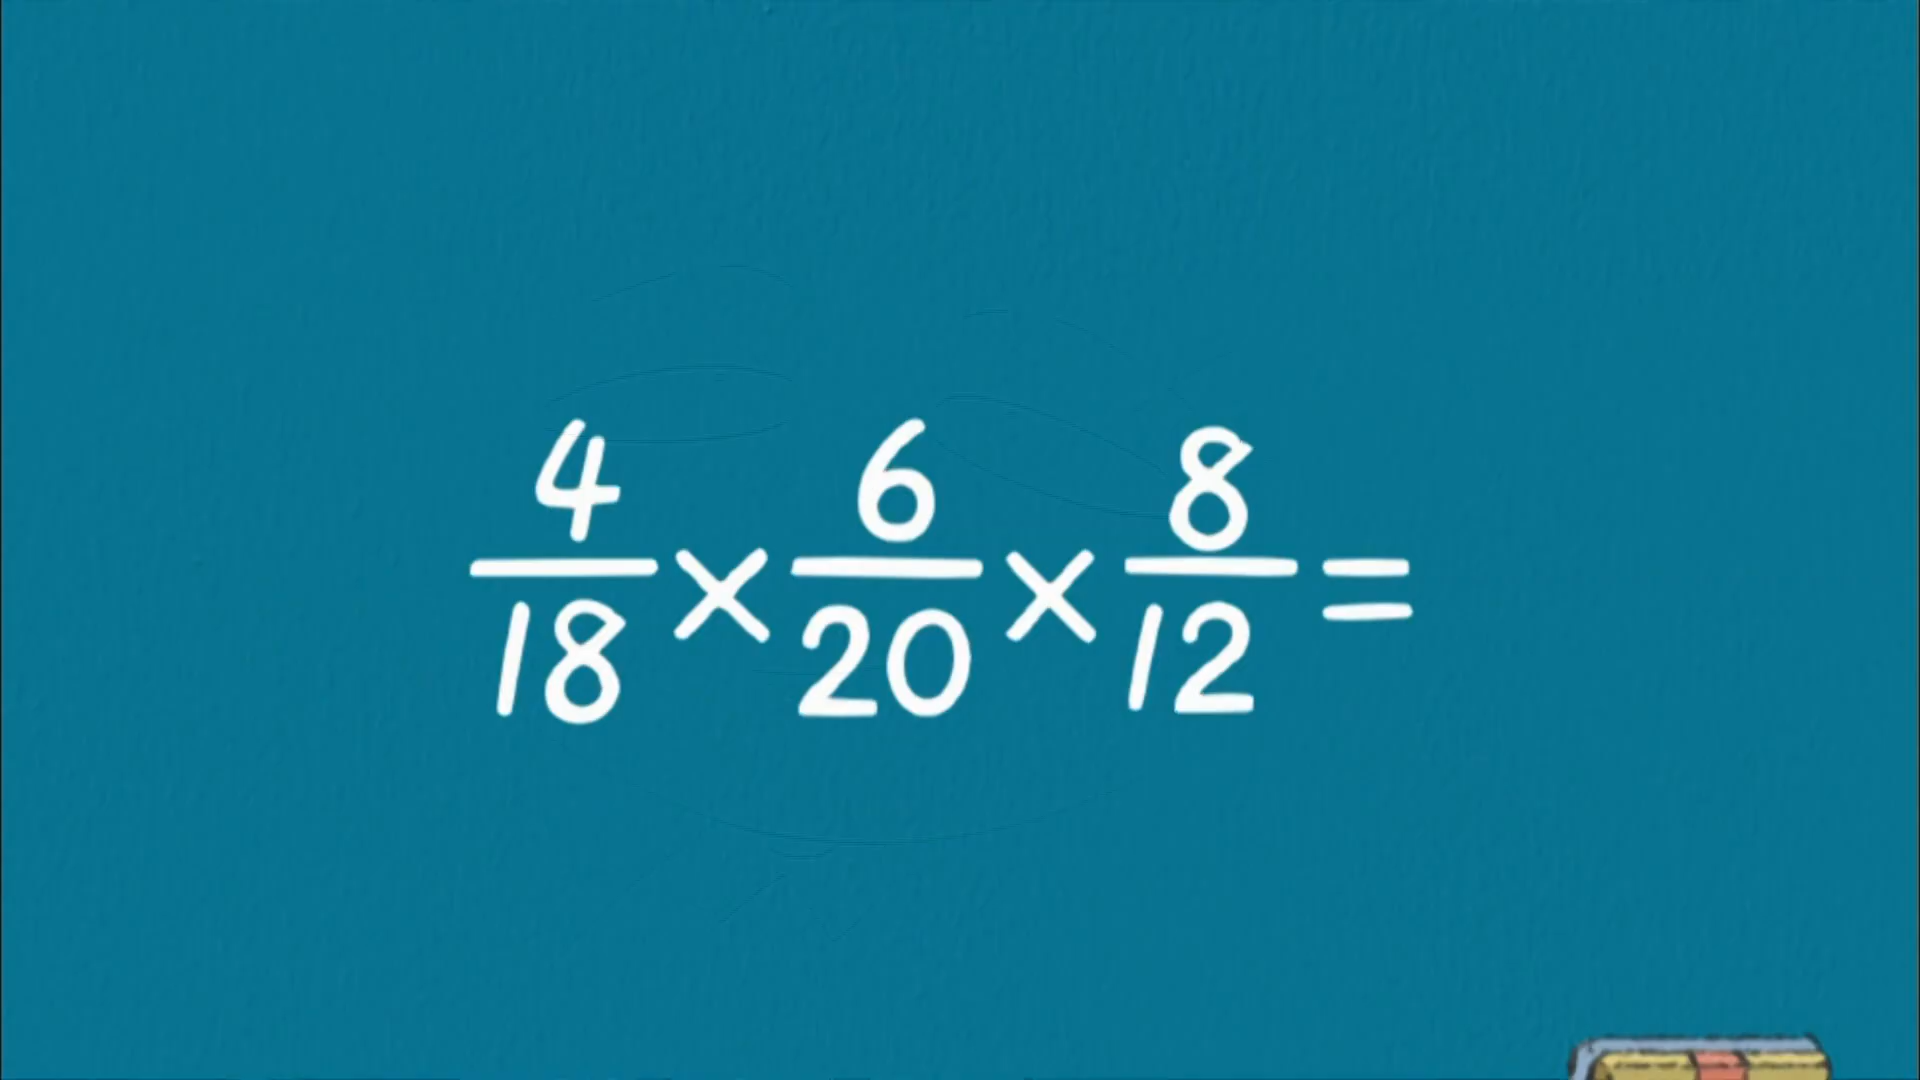 4/18 × 6/20 × 8/12 =